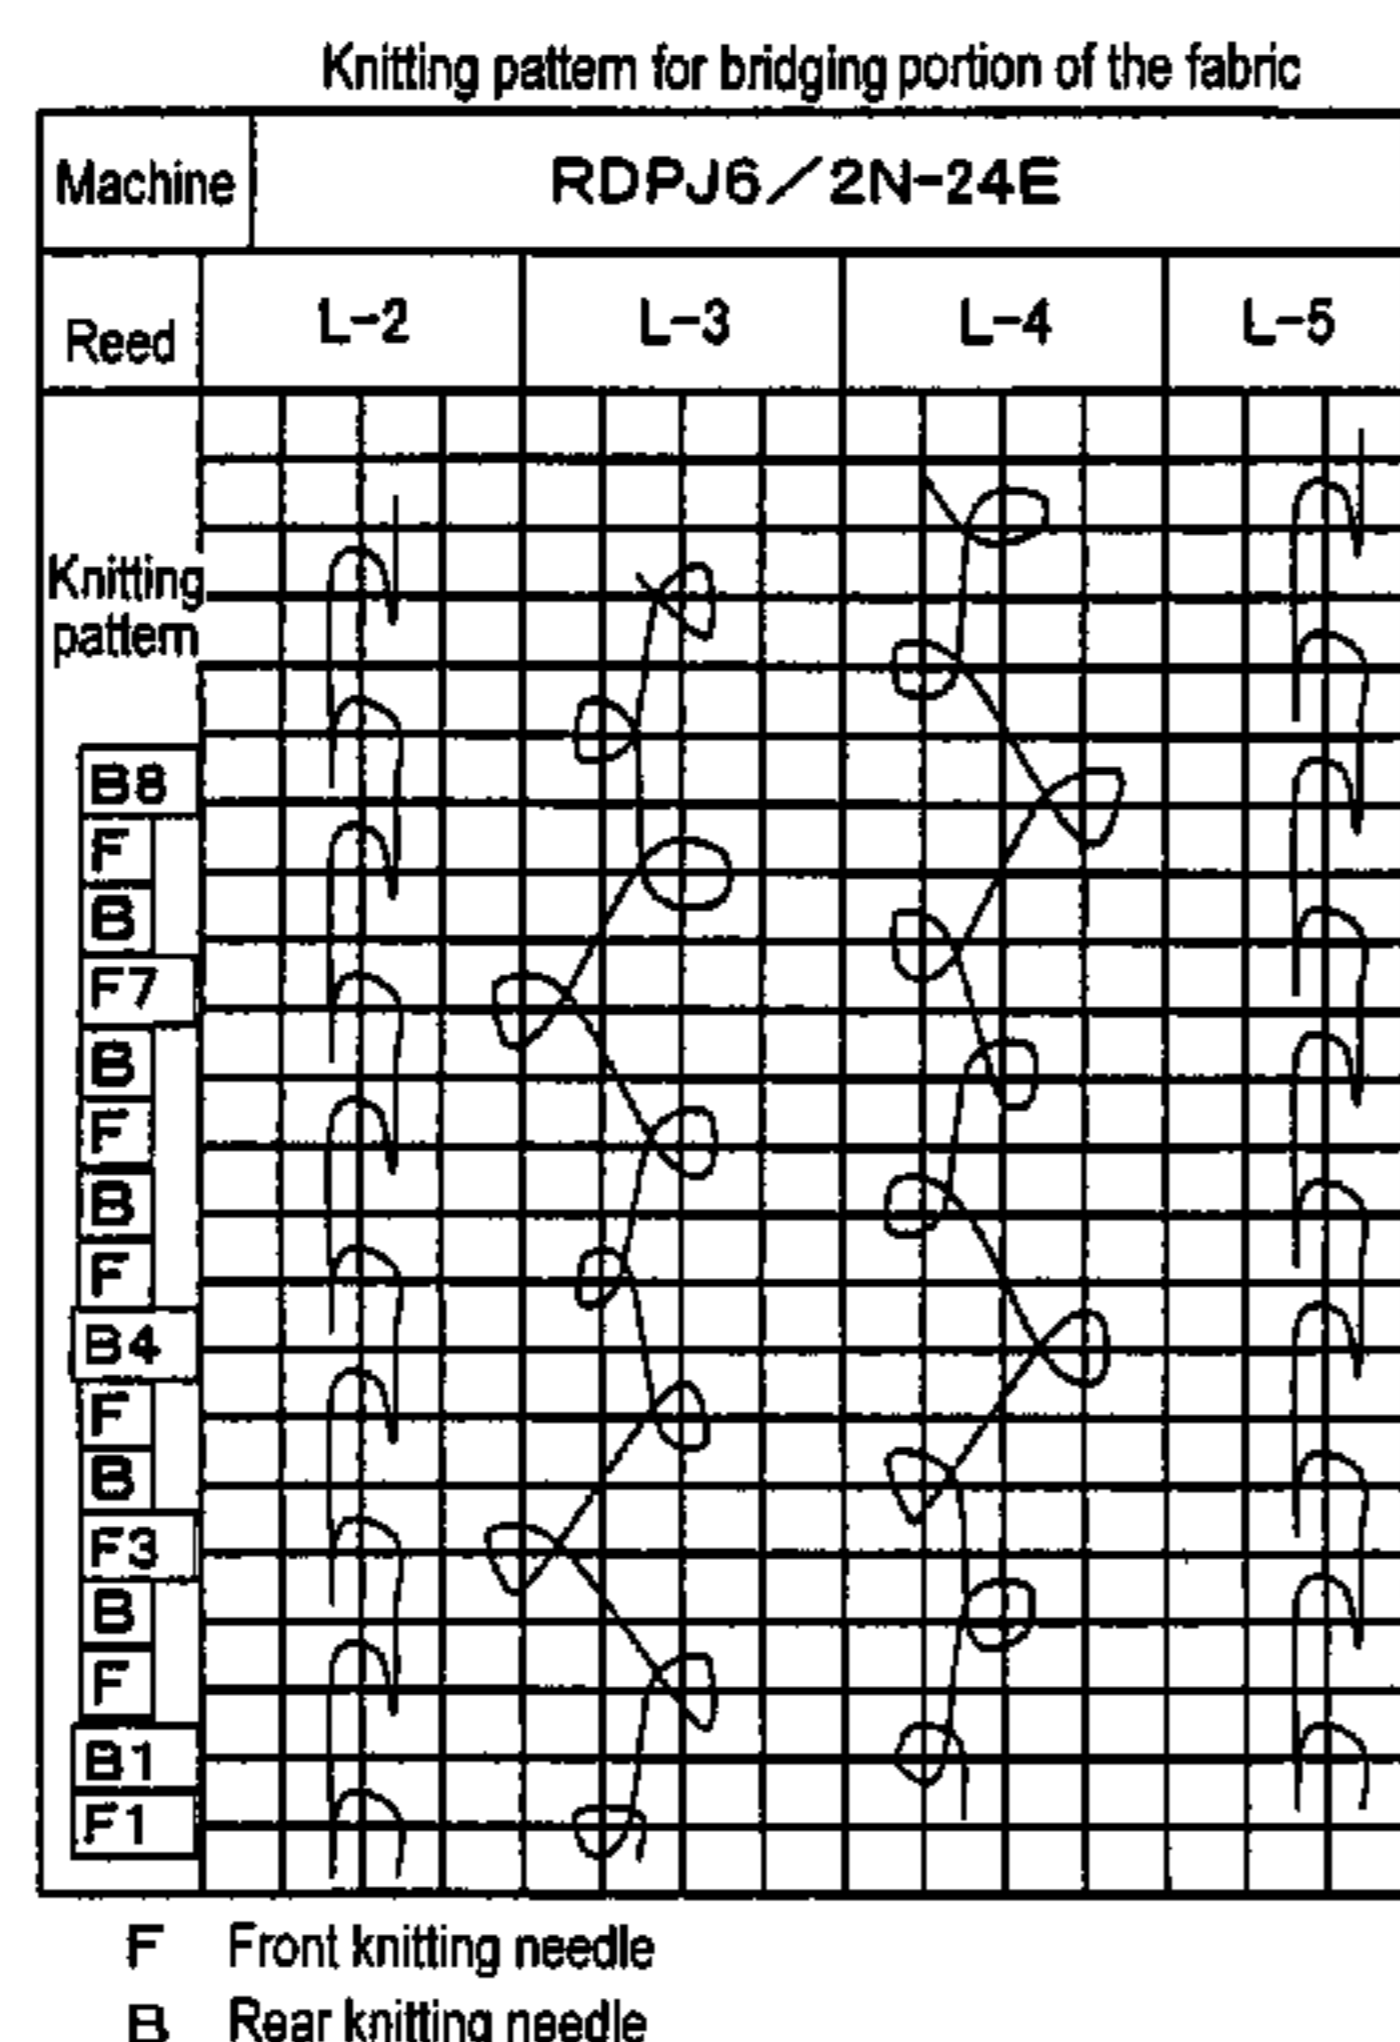 Knitting pattern for bridging portion of the fabric
Machine RDPJ6/2N-24E
Reed L-2 L-3 L-4 L-5
Knitting
pattern
B8
F
B
F7
B
F
B
F
B4
F
B
F3
B
F
B1
F1
F Front knitting needle
B Rear knitting needle